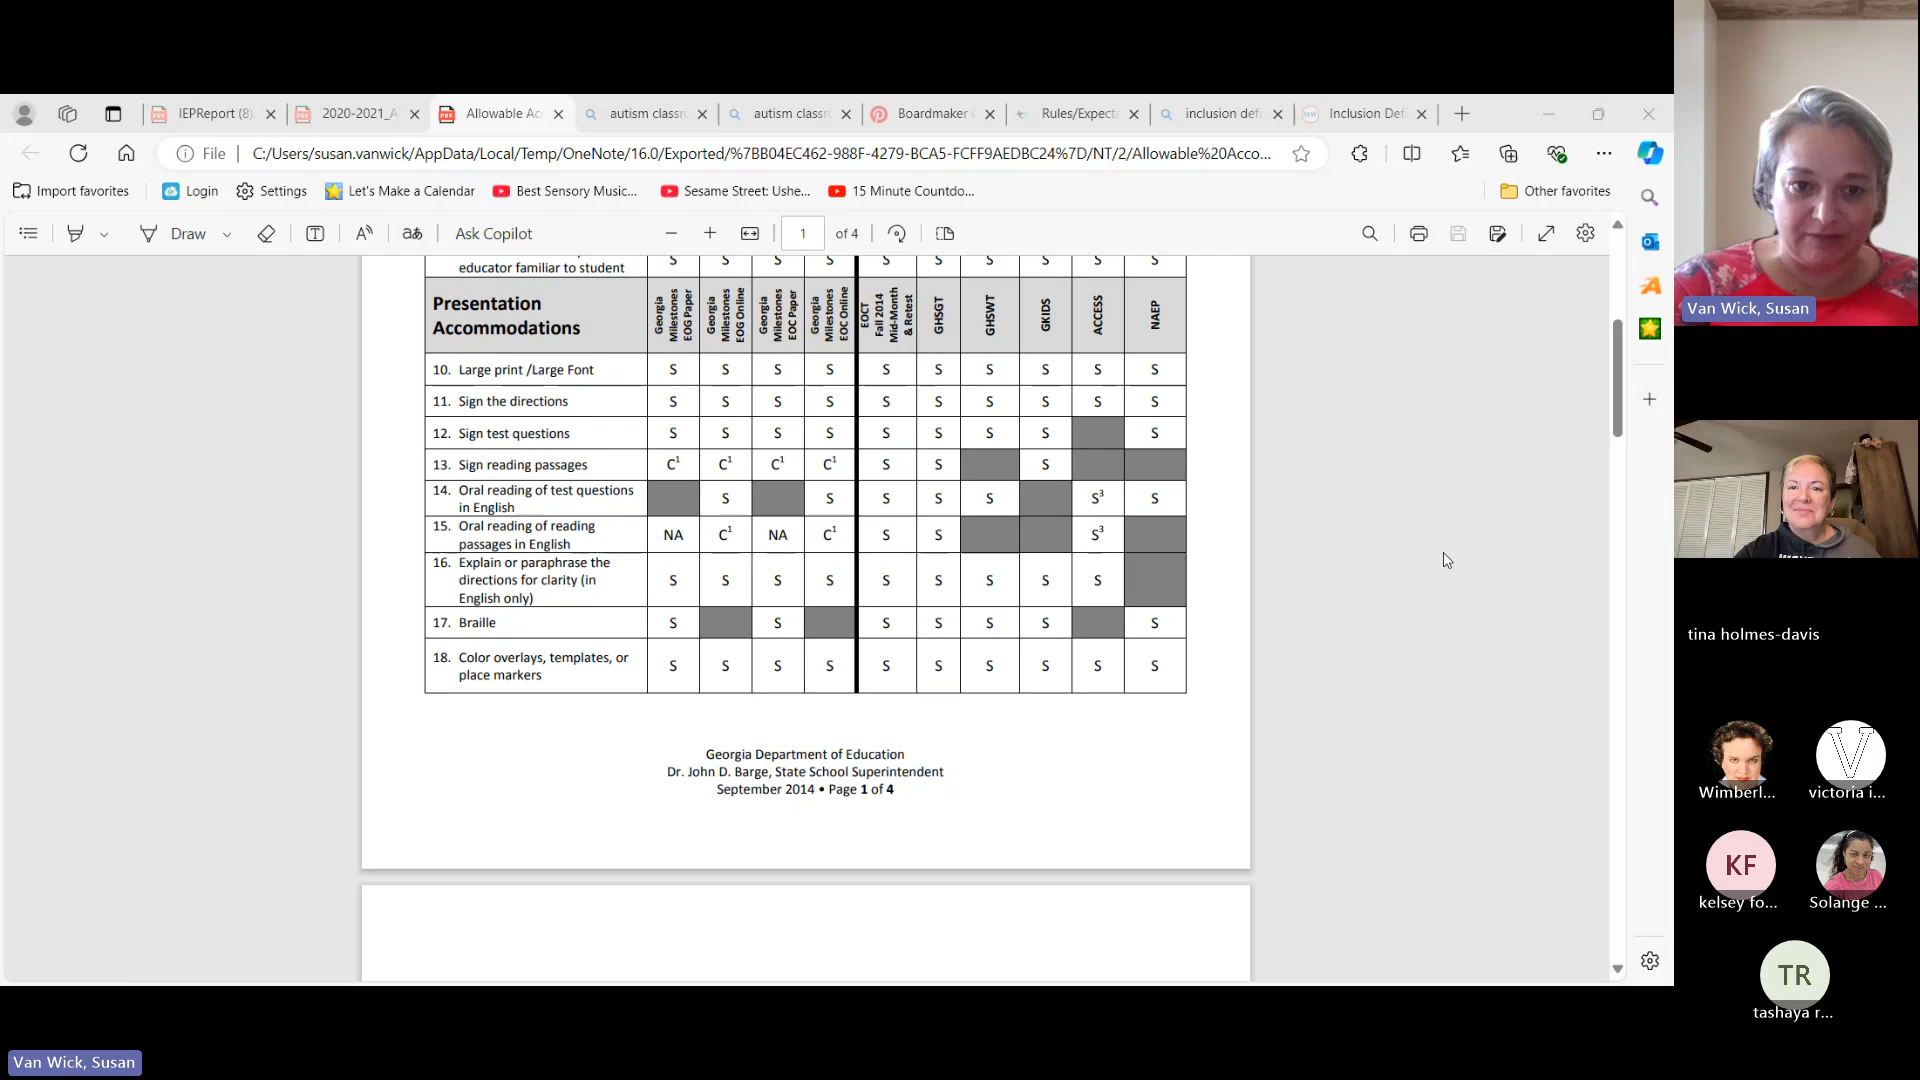 IEPReport (8)
2020-2021_A
Allowable Ac
autism class
autism class
Boardmaker
Rules/Expect
inclusion def
Inclusion Def
File
C:/Users/susan.vanwick/AppData/Local/Temp/OneNote/16.0/Exported/%7BB04EC462-988F-4279-BCA5-FCFF9AEDBC24%7D/NT/2/Allowable%20Acco...
Import favorites
Login
Settings
Let's Make a Calendar
Best Sensory Music...
Sesame Street: Ushe...
15 Minute Countdo...
Other favorites
Draw
Ask Copilot
1 of 4
educator familiar to student S S S S S S S S S S
Presentation
Accommodations
Georgia Milestones EOG Paper
Georgia Milestones EOG Online
Georgia Milestones EOC Paper
Georgia Milestones EOC Online
EOCT Fall 2014 Mid-Month & Retest
GHSGT
GHSWT
GKIDS
ACCESS
NAEP
10. Large print /Large Font S S S S S S S S S S
11. Sign the directions S S S S S S S S S S
12. Sign test questions S S S S S S S S S
13. Sign reading passages C1 C1 C1 C1 S S S
14. Oral reading of test questions
in English S S S S S S3 S
15. Oral reading of reading
passages in English NA C1 NA C1 S S S3
16. Explain or paraphrase the
directions for clarity (in
English only) S S S S S S S S S
17. Braille S S S S S S S
18. Color overlays, templates, or
place markers S S S S S S S S S S
Georgia Department of Education
Dr. John D. Barge, State School Superintendent
September 2014 • Page 1 of 4
Van Wick, Susan
tina holmes-davis
Wimberl...
V
victoria i...
KF
kelsey fo...
Solange ...
TR
tashaya r...
Van Wick, Susan